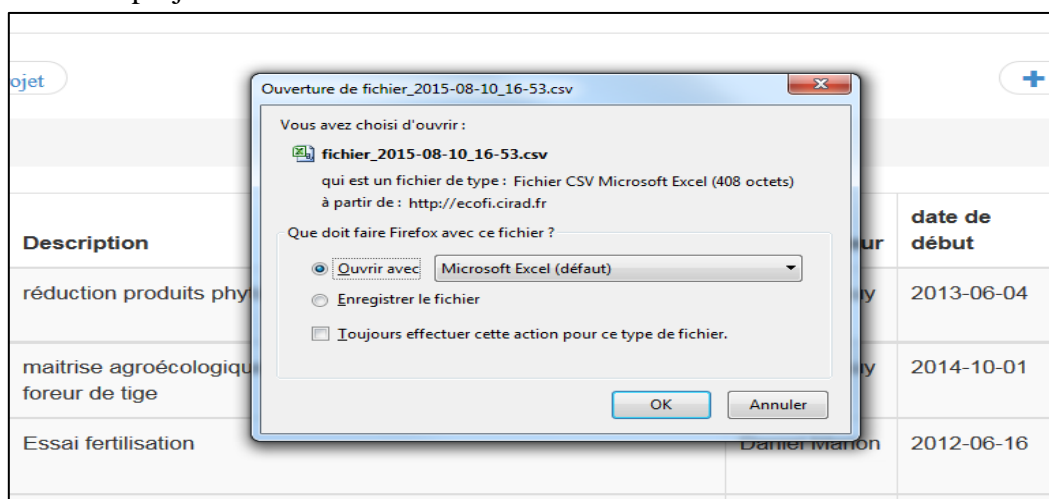 ojet
Ouverture de fichier_2015-08-10_16-53.csv
Vous avez choisi d'ouvrir :
fichier_2015-08-10_16-53.csv
qui est un fichier de type : Fichier CSV Microsoft Excel (408 octets)
à partir de : http://ecofi.cirad.fr
Que doit faire Firefox avec ce fichier ?
Ouvrir avec Microsoft Excel (défaut)
Enregistrer le fichier
Toujours effectuer cette action pour ce type de fichier.
OK Annuler
Description ur date de
début
réduction produits phy y 2013-06-04
maitrise agroécologiqu y 2014-10-01
foreur de tige
Essai fertilisation Daniel 2012-06-16